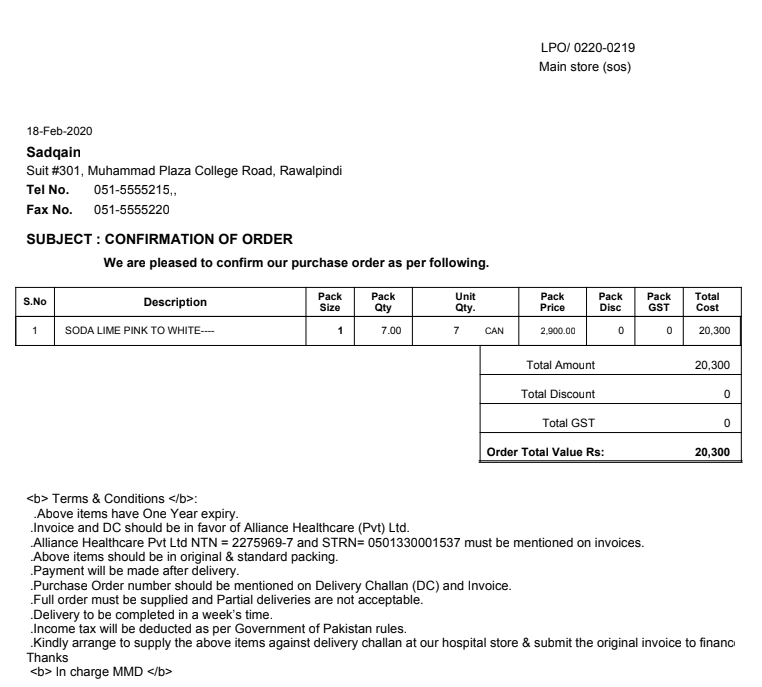 LPO/ 0220-0219
Main store (sos)
18-Feb-2020
Sadqain
Suit #301, Muhammad Plaza College Road, Rawalpindi
Tel No. 051-5555215,,
Fax No. 051-5555220
SUBJECT : CONFIRMATION OF ORDER
We are pleased to confirm our purchase order as per following.
S.No Description Pack Size Pack Qty Unit Qty. Pack Price Pack Disc Pack GST Total Cost
1 SODA LIME PINK TO WHITE---- 1 7.00 7 CAN 2,900.00 0 0 20,300
Total Amount 20,300
Total Discount 0
Total GST 0
Order Total Value Rs: 20,300
<b> Terms & Conditions </b>:
.Above items have One Year expiry.
.Invoice and DC should be in favor of Alliance Healthcare (Pvt) Ltd.
.Alliance Healthcare Pvt Ltd NTN = 2275969-7 and STRN= 0501330001537 must be mentioned on invoices.
.Above items should be in original & standard packing.
.Payment will be made after delivery.
.Purchase Order number should be mentioned on Delivery Challan (DC) and Invoice.
.Full order must be supplied and Partial deliveries are not acceptable.
.Delivery to be completed in a week's time.
.Income tax will be deducted as per Government of Pakistan rules.
.Kindly arrange to supply the above items against delivery challan at our hospital store & submit the original invoice to financ
Thanks
<b> In charge MMD </b>